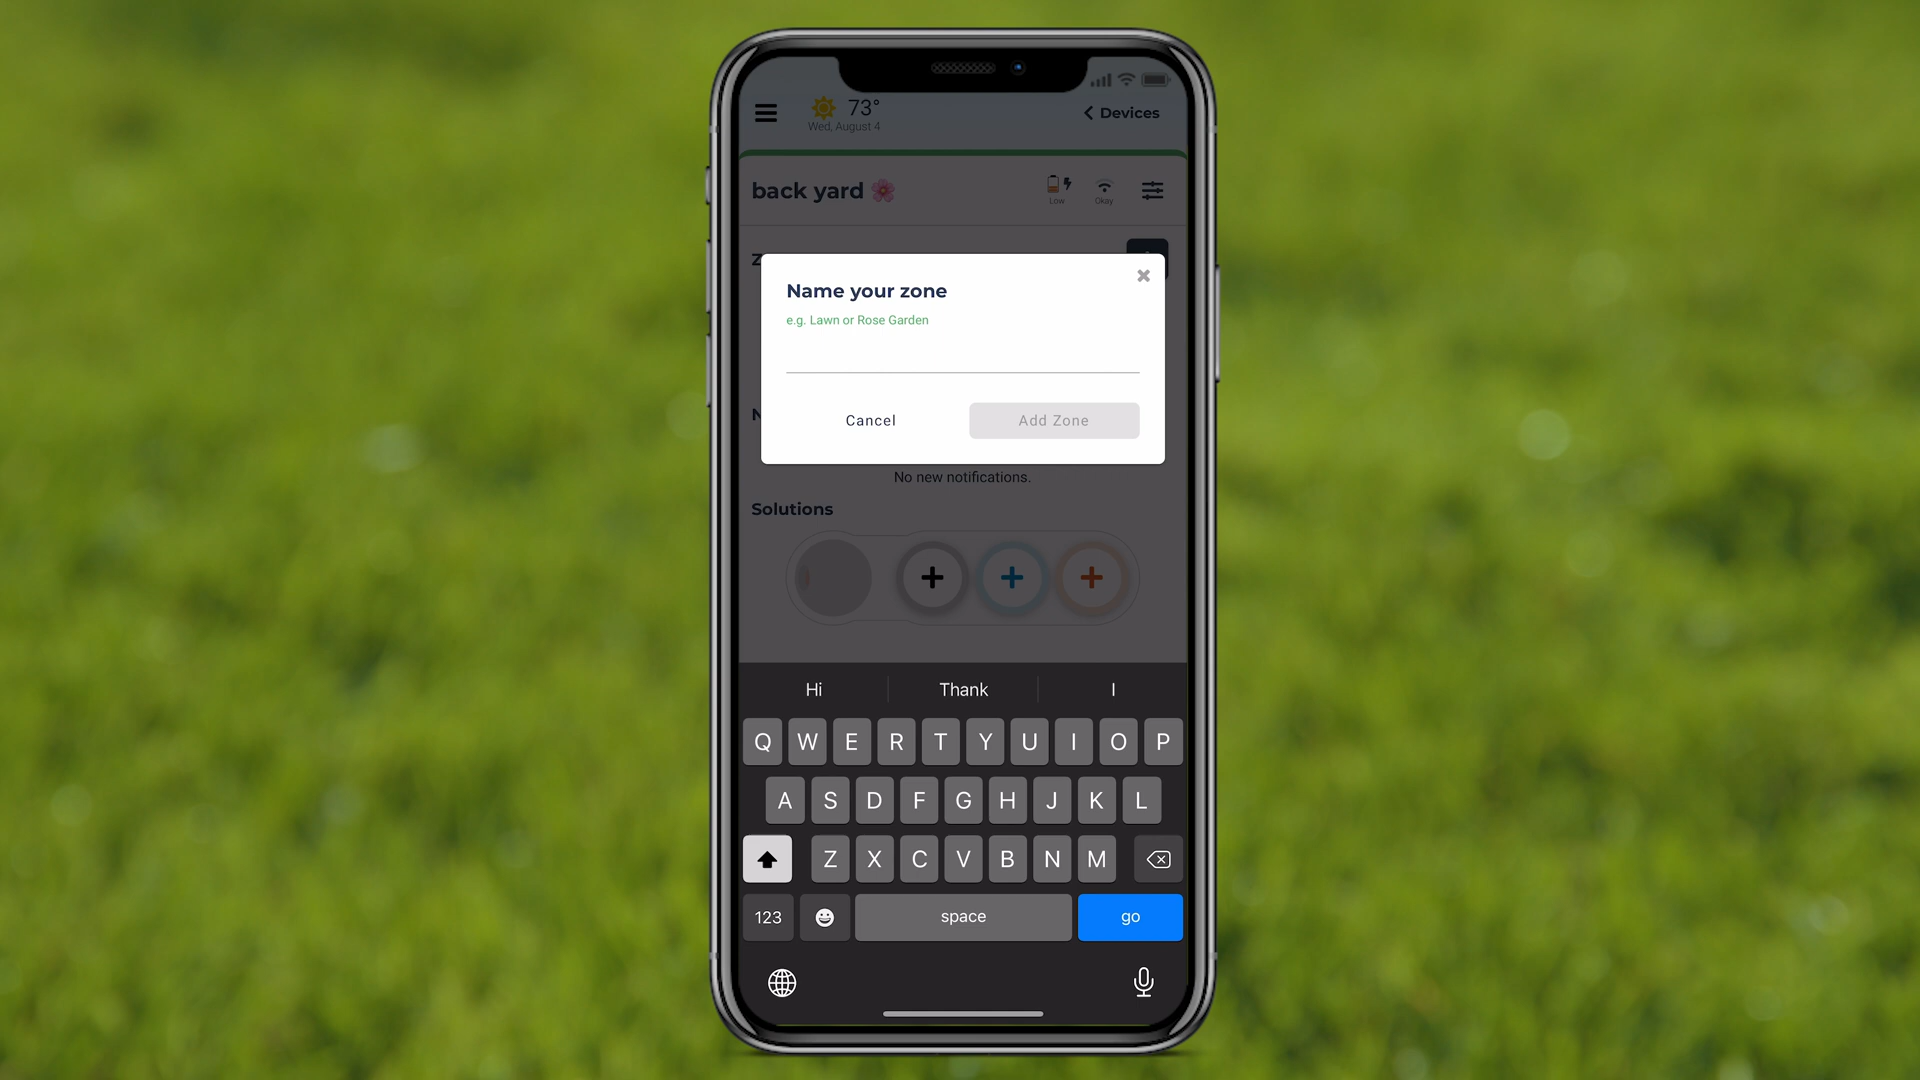 73°
Wed, August 4
Devices
back yard
Low
Okay
Z
Name your zone
e.g. Lawn or Rose Garden
Cancel
Add Zone
N
No new notifications.
Solutions
Hi
Thank
I
Q W E R T Y U I O P
A S D F G H J K L
Z X C V B N M
123
space
go